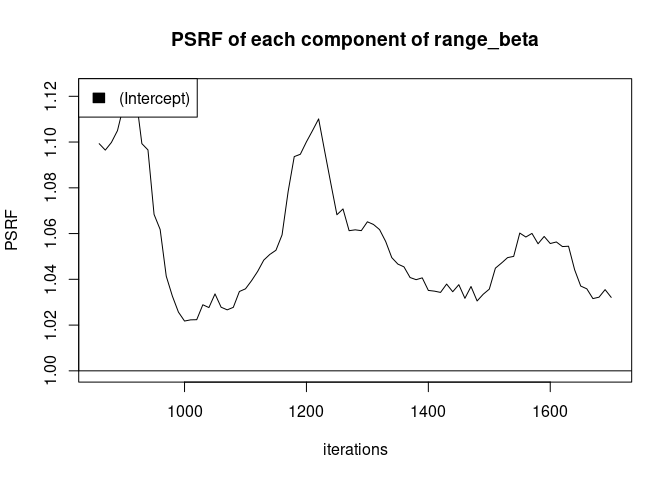 PSRF of each component of range_beta
(Intercept)
PSRF
1.12
1.10
1.08
1.06
1.04
1.02
1.00
1000 1200 1400 1600
iterations